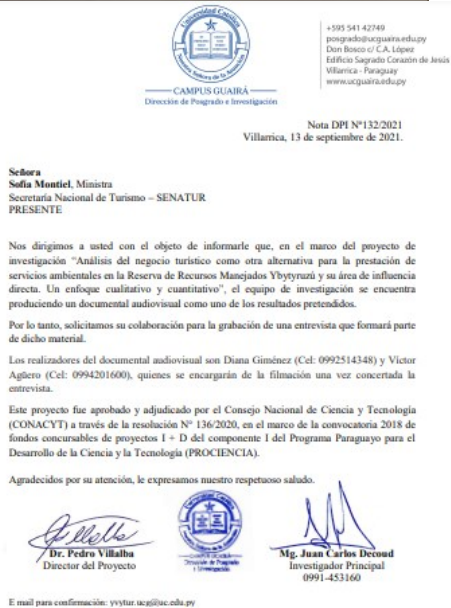 Universidad Católica
Nuestra Señora de la Asunción
CAMPUS GUAIRÁ
Dirección de Posgrado e Investigación
+595 541 42749
posgrado@ucguaira.edu.py
Don Bosco c/ C.A. López
Edificio Sagrado Corazón de Jesús
Villarrica - Paraguay
www.ucguaira.edu.py
Nota DPI N°132/2021
Villarrica, 13 de septiembre de 2021.
Señora
Sofía Montiel, Ministra
Secretaría Nacional de Turismo – SENATUR
PRESENTE
Nos dirigimos a usted con el objeto de informarle que, en el marco del proyecto de
investigación “Análisis del negocio turístico como otra alternativa para la prestación de
servicios ambientales en la Reserva de Recursos Manejados Ybytyruzú y su área de influencia
directa. Un enfoque cualitativo y cuantitativo”, el equipo de investigación se encuentra
produciendo un documental audiovisual como uno de los resultados pretendidos.
Por lo tanto, solicitamos su colaboración para la grabación de una entrevista que formará parte
de dicho material.
Los realizadores del documental audiovisual son Diana Giménez (Cel: 0992514348) y Víctor
Agüero (Cel: 0994201600), quienes se encargarán de la filmación una vez concertada la
entrevista.
Este proyecto fue aprobado y adjudicado por el Consejo Nacional de Ciencia y Tecnología
(CONACYT) a través de la resolución N° 136/2020, en el marco de la convocatoria 2018 de
fondos concursables de proyectos I + D del componente I del Programa Paraguayo para el
Desarrollo de la Ciencia y la Tecnología (PROCIENCIA).
Agradecidos por su atención, le expresamos nuestro respetuoso saludo.
Dr. Pedro Villalba
Director del Proyecto
Universidad Católica
CAMPUS GUAIRÁ
Dirección de Posgrado
e Investigación
Mg. Juan Carlos Decoud
Investigador Principal
0991-453160
E mail para confirmación: yvytur.ucg@uc.edu.py